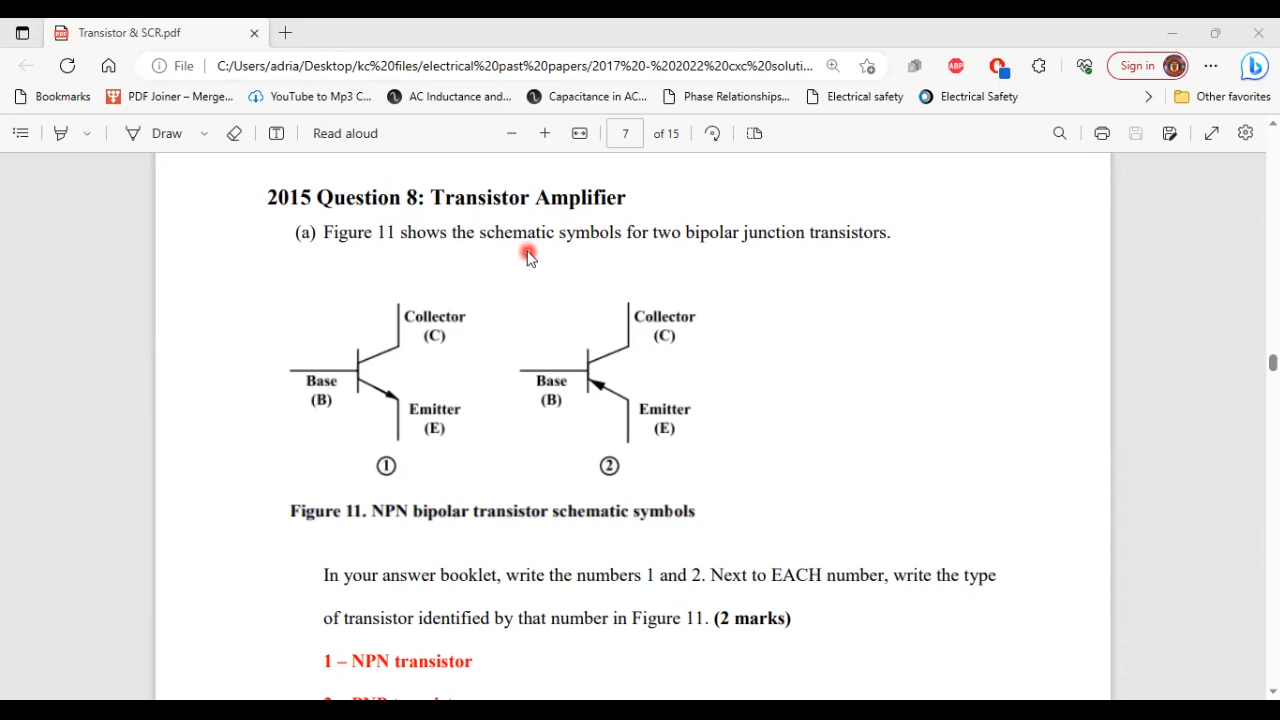 Transistor & SCR.pdf
File C:/Users/adria/Desktop/kc%20files/electrical%20past%20papers/2017%20-%202022%20cxc%20soluti...
ABP
Sign in
Bookmarks PDF Joiner – Merge... YouTube to Mp3 C... AC Inductance and... Capacitance in AC... Phase Relationships... Electrical safety Electrical Safety Other favorites
Draw Read aloud 7 of 15
2015 Question 8: Transistor Amplifier
(a) Figure 11 shows the schematic symbols for two bipolar junction transistors.
Collector Collector
(C) (C)
Base Base
(B) (B)
Emitter Emitter
(E) (E)
① ②
Figure 11. NPN bipolar transistor schematic symbols
In your answer booklet, write the numbers 1 and 2. Next to EACH number, write the type
of transistor identified by that number in Figure 11. (2 marks)
1 – NPN transistor